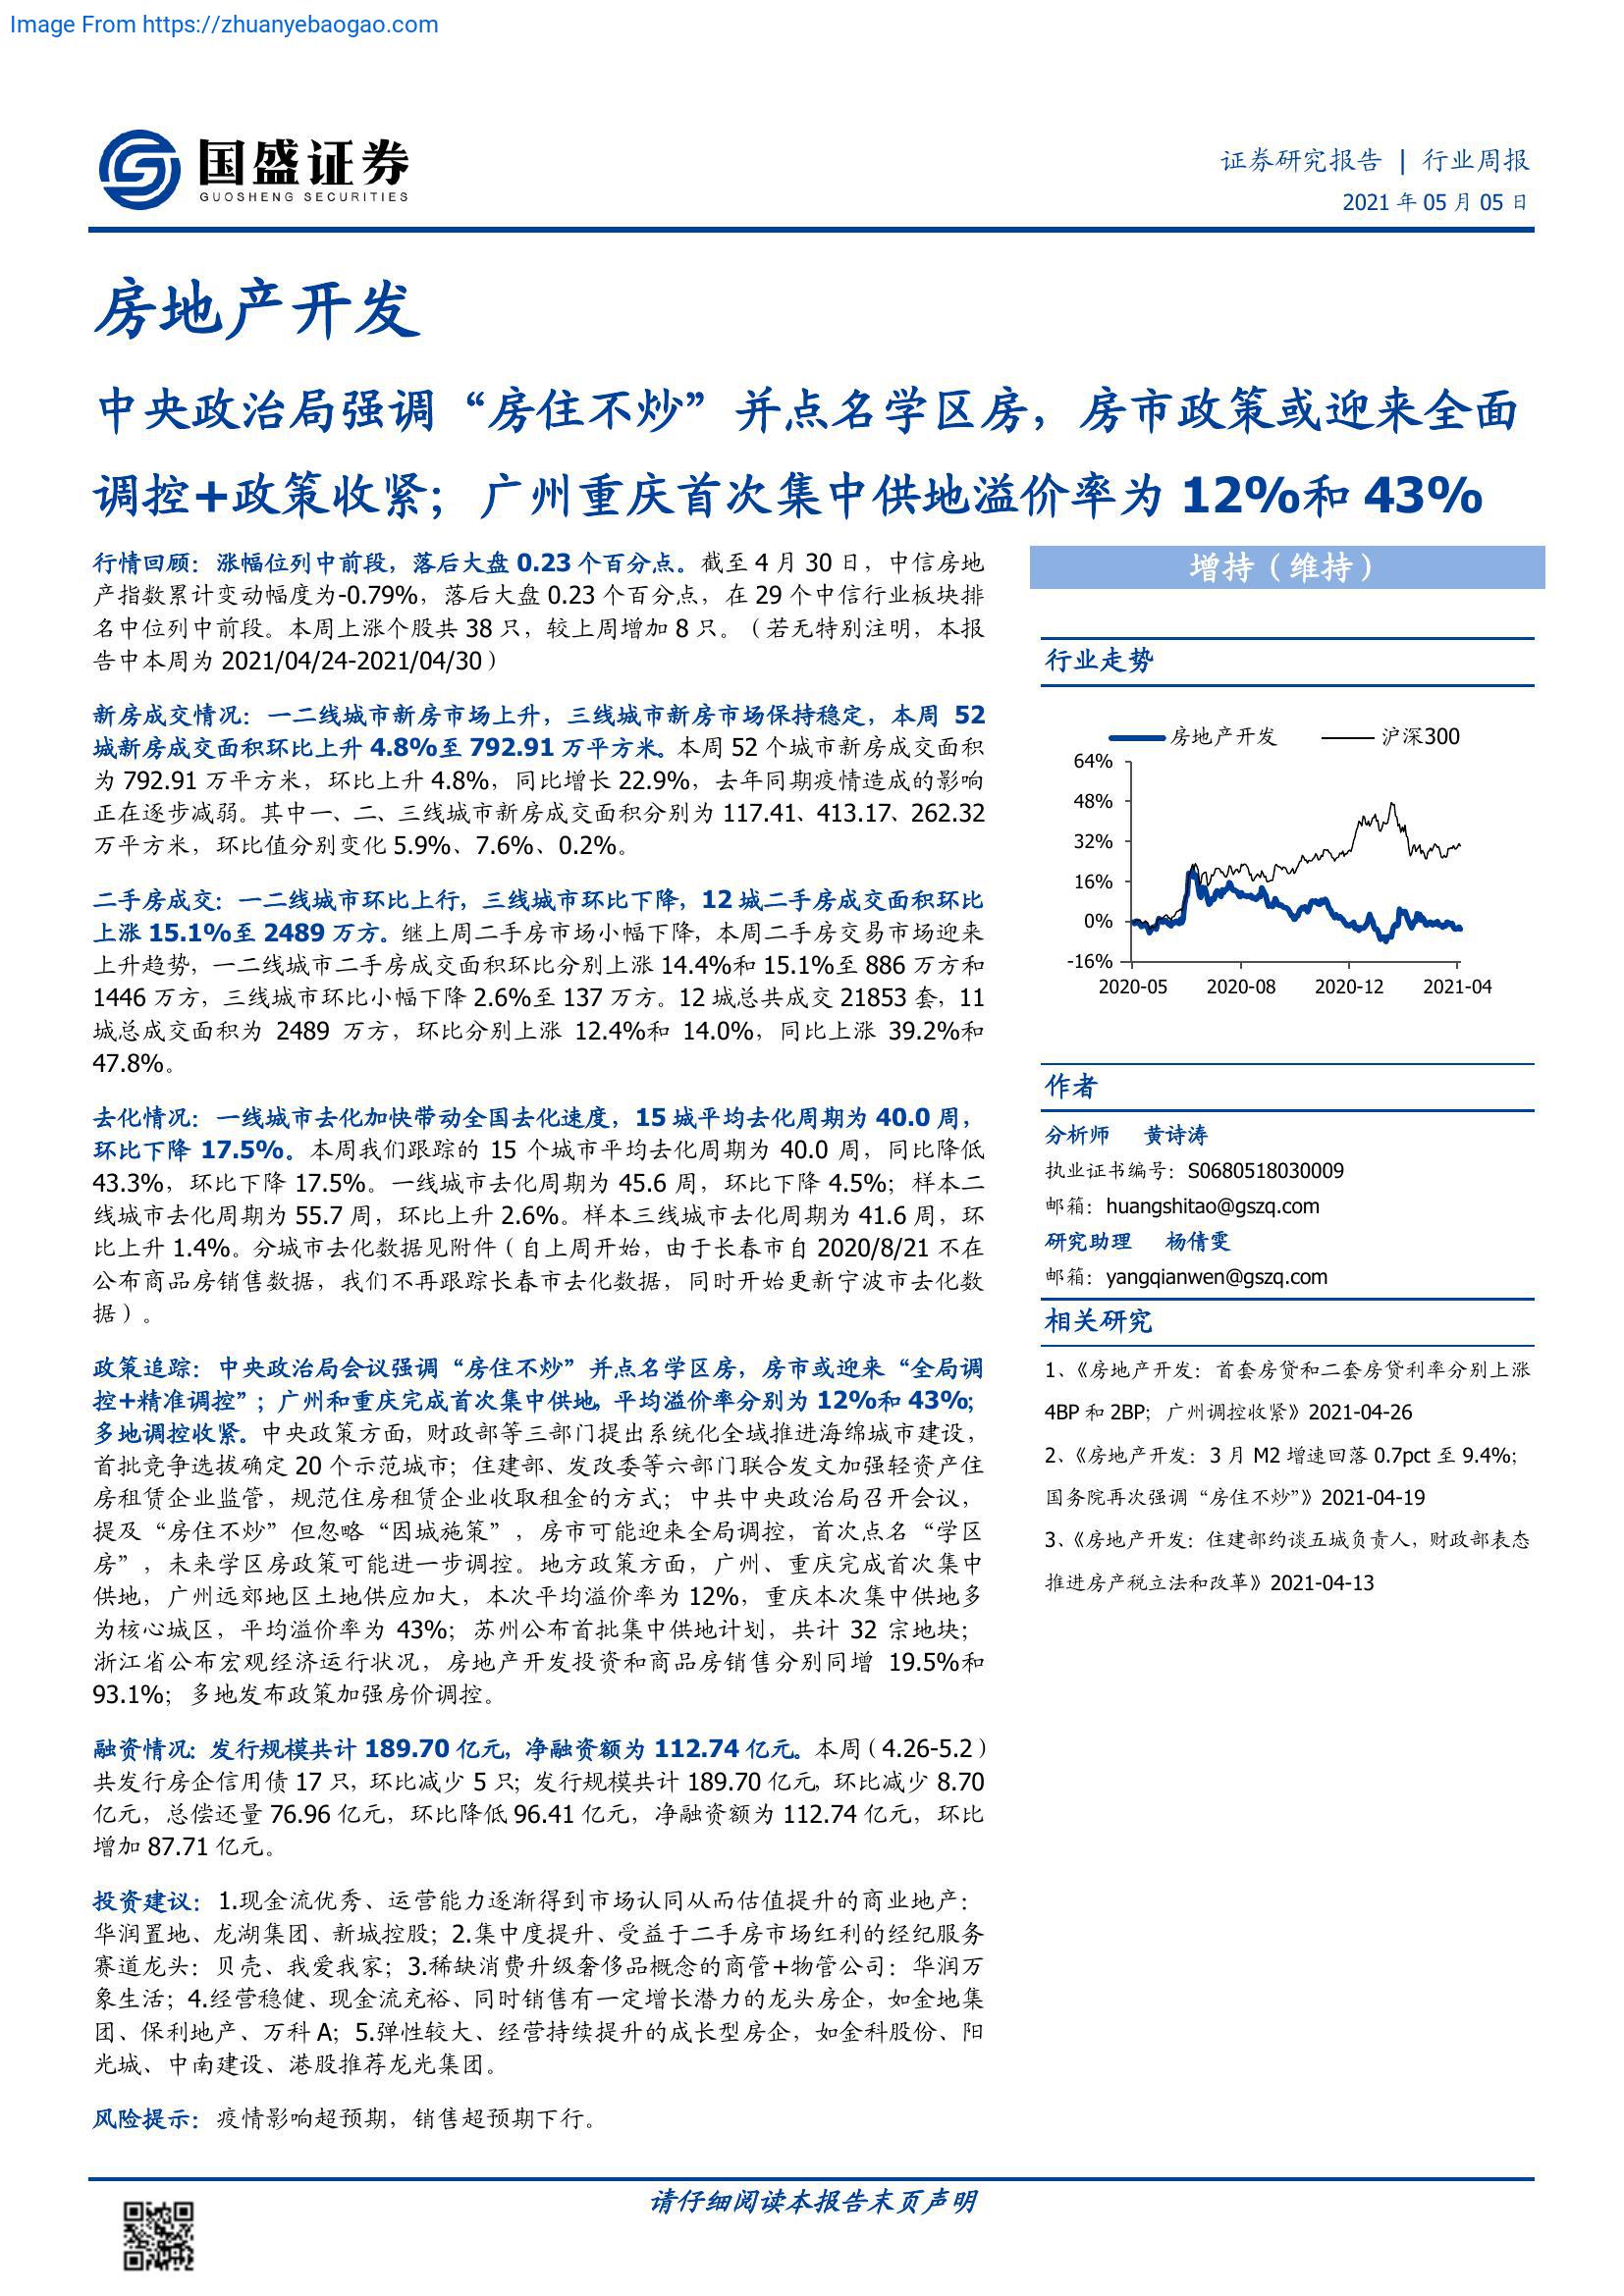 Image From https://zhuanyebaogao.com
国盛证券
GUOSHENG SECURITIES
证券研究报告 | 行业周报
2021 年 05 月 05 日
房地产开发
中央政治局强调“房住不炒”并点名学区房，房市政策或迎来全面
调控+政策收紧；广州重庆首次集中供地溢价率为 12%和 43%
行情回顾：涨幅位列中前段，落后大盘 0.23 个百分点。截至 4 月 30 日，中信房地
产指数累计变动幅度为-0.79%，落后大盘 0.23 个百分点，在 29 个中信行业板块排
名中位列中前段。本周上涨个股共 38 只，较上周增加 8 只。（若无特别注明，本报
告中本周为 2021/04/24-2021/04/30）
新房成交情况：一二线城市新房市场上升，三线城市新房市场保持稳定，本周 52
城新房成交面积环比上升 4.8%至 792.91 万平方米。本周 52 个城市新房成交面积
为 792.91 万平方米，环比上升 4.8%，同比增长 22.9%，去年同期疫情造成的影响
正在逐步减弱。其中一、二、三线城市新房成交面积分别为 117.41、413.17、262.32
万平方米，环比值分别变化 5.9%、7.6%、0.2%。
二手房成交：一二线城市环比上行，三线城市环比下降，12 城二手房成交面积环比
上涨 15.1%至 2489 万方。继上周二手房市场小幅下降，本周二手房交易市场迎来
上升趋势，一二线城市二手房成交面积环比分别上涨 14.4%和 15.1%至 886 万方和
1446 万方，三线城市环比小幅下降 2.6%至 137 万方。12 城总共成交 21853 套，11
城总成交面积为 2489 万方，环比分别上涨 12.4%和 14.0%，同比上涨 39.2%和
47.8%。
去化情况：一线城市去化加快带动全国去化速度，15 城平均去化周期为 40.0 周，
环比下降 17.5%。本周我们跟踪的 15 个城市平均去化周期为 40.0 周，同比降低
43.3%，环比下降 17.5%。一线城市去化周期为 45.6 周，环比下降 4.5%；样本二
线城市去化周期为 55.7 周，环比上升 2.6%。样本三线城市去化周期为 41.6 周，环
比上升 1.4%。分城市去化数据见附件（自上周开始，由于长春市自 2020/8/21 不在
公布商品房销售数据，我们不再跟踪长春市去化数据，同时开始更新宁波市去化数
据）。
政策追踪：中央政治局会议强调“房住不炒”并点名学区房，房市或迎来“全局调
控+精准调控”；广州和重庆完成首次集中供地，平均溢价率分别为 12%和 43%；
多地调控收紧。中央政策方面，财政部等三部门提出系统化全域推进海绵城市建设，
首批竞争选拔确定 20 个示范城市；住建部、发改委等六部门联合发文加强轻资产住
房租赁企业监管，规范住房租赁企业收取租金的方式；中共中央政治局召开会议，
提及“房住不炒”但忽略“因城施策”，房市可能迎来全局调控，首次点名“学区
房”，未来学区房政策可能进一步调控。地方政策方面，广州、重庆完成首次集中
供地，广州远郊地区土地供应加大，本次平均溢价率为 12%，重庆本次集中供地多
为核心城区，平均溢价率为 43%；苏州公布首批集中供地计划，共计 32 宗地块；
浙江省公布宏观经济运行状况，房地产开发投资和商品房销售分别同增 19.5%和
93.1%；多地发布政策加强房价调控。
融资情况：发行规模共计 189.70 亿元，净融资额为 112.74 亿元。本周（4.26-5.2）
共发行房企信用债 17 只，环比减少 5 只；发行规模共计 189.70 亿元，环比减少 8.70
亿元，总偿还量 76.96 亿元，环比降低 96.41 亿元，净融资额为 112.74 亿元，环比
增加 87.71 亿元。
投资建议：1.现金流优秀、运营能力逐渐得到市场认同从而估值提升的商业地产：
华润置地、龙湖集团、新城控股；2.集中度提升、受益于二手房市场红利的经纪服务
赛道龙头：贝壳、我爱我家；3.稀缺消费升级奢侈品概念的商管+物管公司：华润万
象生活；4.经营稳健、现金流充裕、同时销售有一定增长潜力的龙头房企，如金地集
团、保利地产、万科 A；5.弹性较大、经营持续提升的成长型房企，如金科股份、阳
光城、中南建设、港股推荐龙光集团。
风险提示：疫情影响超预期，销售超预期下行。
增持（维持）
行业走势
房地产开发 沪深300
64%
48%
32%
16%
0%
-16%
2020-05 2020-08 2020-12 2021-04
作者
分析师 黄诗涛
执业证书编号：S0680518030009
邮箱：huangshitao@gszq.com
研究助理 杨倩雯
邮箱：yangqianwen@gszq.com
相关研究
1、《房地产开发：首套房贷和二套房贷利率分别上涨
4BP 和 2BP；广州调控收紧》2021-04-26
2、《房地产开发：3 月 M2 增速回落 0.7pct 至 9.4%；
国务院再次强调“房住不炒”》2021-04-19
3、《房地产开发：住建部约谈五城负责人，财政部表态
推进房产税立法和改革》2021-04-13
请仔细阅读本报告末页声明